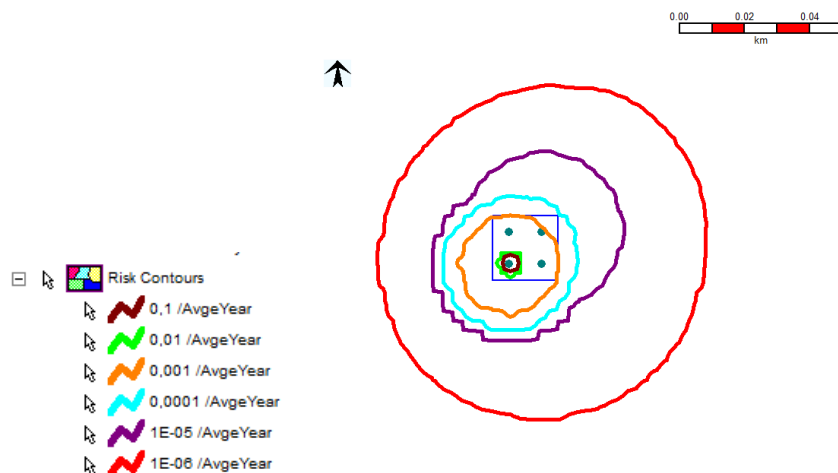 0.00 0.02 0.04
km
Risk Contours
0,1 /AvgeYear
0,01 /AvgeYear
0,001 /AvgeYear
0,0001 /AvgeYear
1E-05 /AvgeYear
1E-06 /AvgeYear